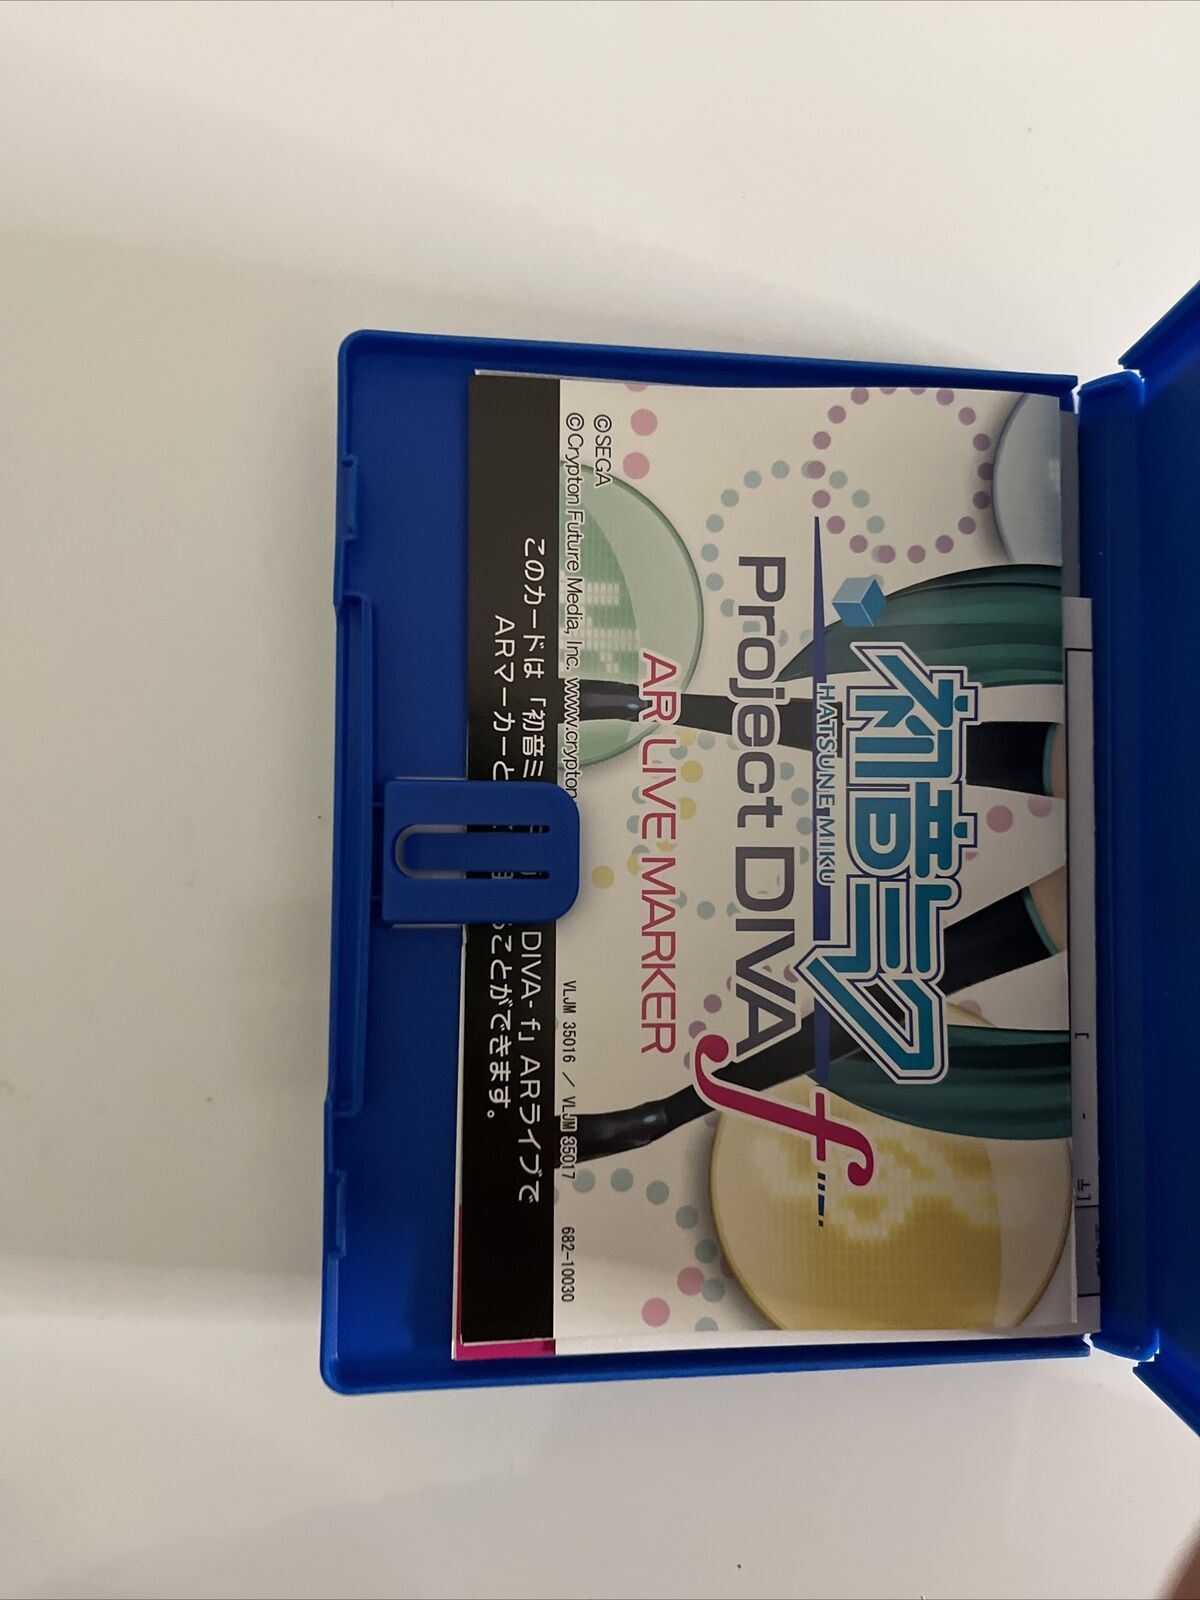 初音ミク
HATSUNE MIKU
Project DIVA f
AR LIVE MARKER
©SEGA
©Crypton Future Media, Inc. www.crypton
VLJM 35016 / VLJM 35017
682-10030
このカードは「初音ミ DIVA- f」ARライブで
ARマーカーと ることができます。